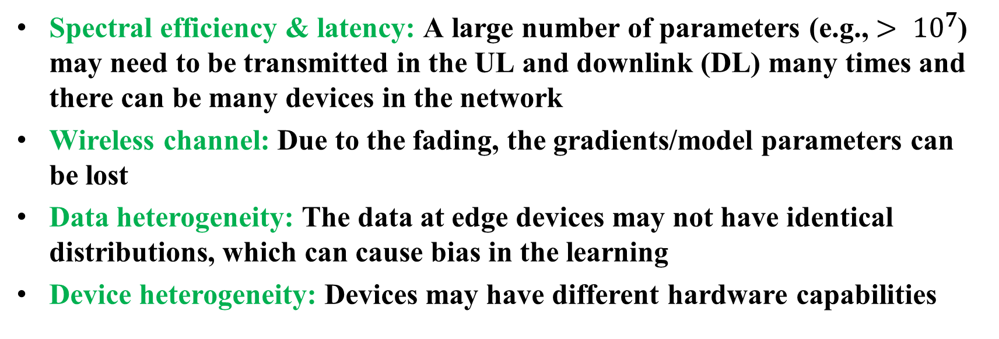 • Spectral efficiency & latency: A large number of parameters (e.g., > 10⁷)
may need to be transmitted in the UL and downlink (DL) many times and
there can be many devices in the network
• Wireless channel: Due to the fading, the gradients/model parameters can
be lost
• Data heterogeneity: The data at edge devices may not have identical
distributions, which can cause bias in the learning
• Device heterogeneity: Devices may have different hardware capabilities